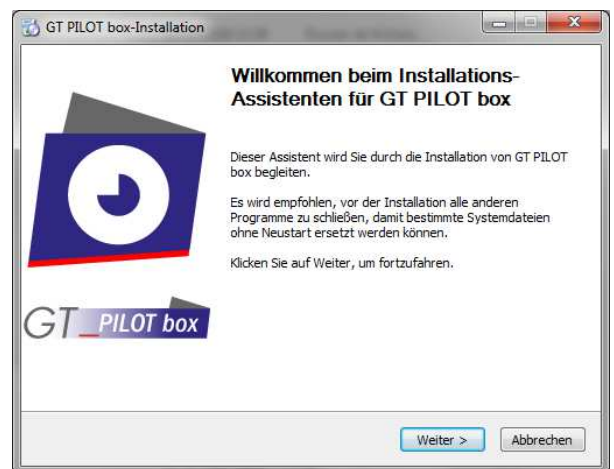 GT PILOT box-Installation
Willkommen beim Installations-
Assistenten für GT PILOT box
Dieser Assistent wird Sie durch die Installation von GT PILOT
box begleiten.
Es wird empfohlen, vor der Installation alle anderen
Programme zu schließen, damit bestimmte Systemdateien
ohne Neustart ersetzt werden können.
Klicken Sie auf Weiter, um fortzufahren.
GT_PILOT box
Weiter >
Abbrechen